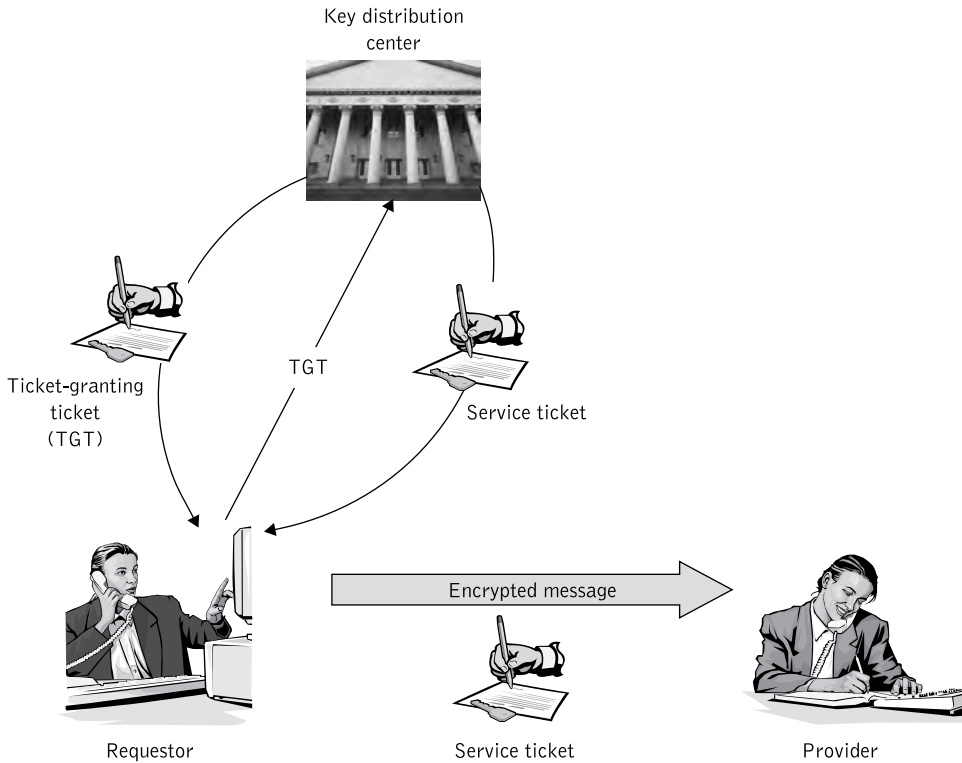 Key distribution
center
TGT
Ticket-granting
ticket
(TGT)
Service ticket
Encrypted message
Requestor
Service ticket
Provider